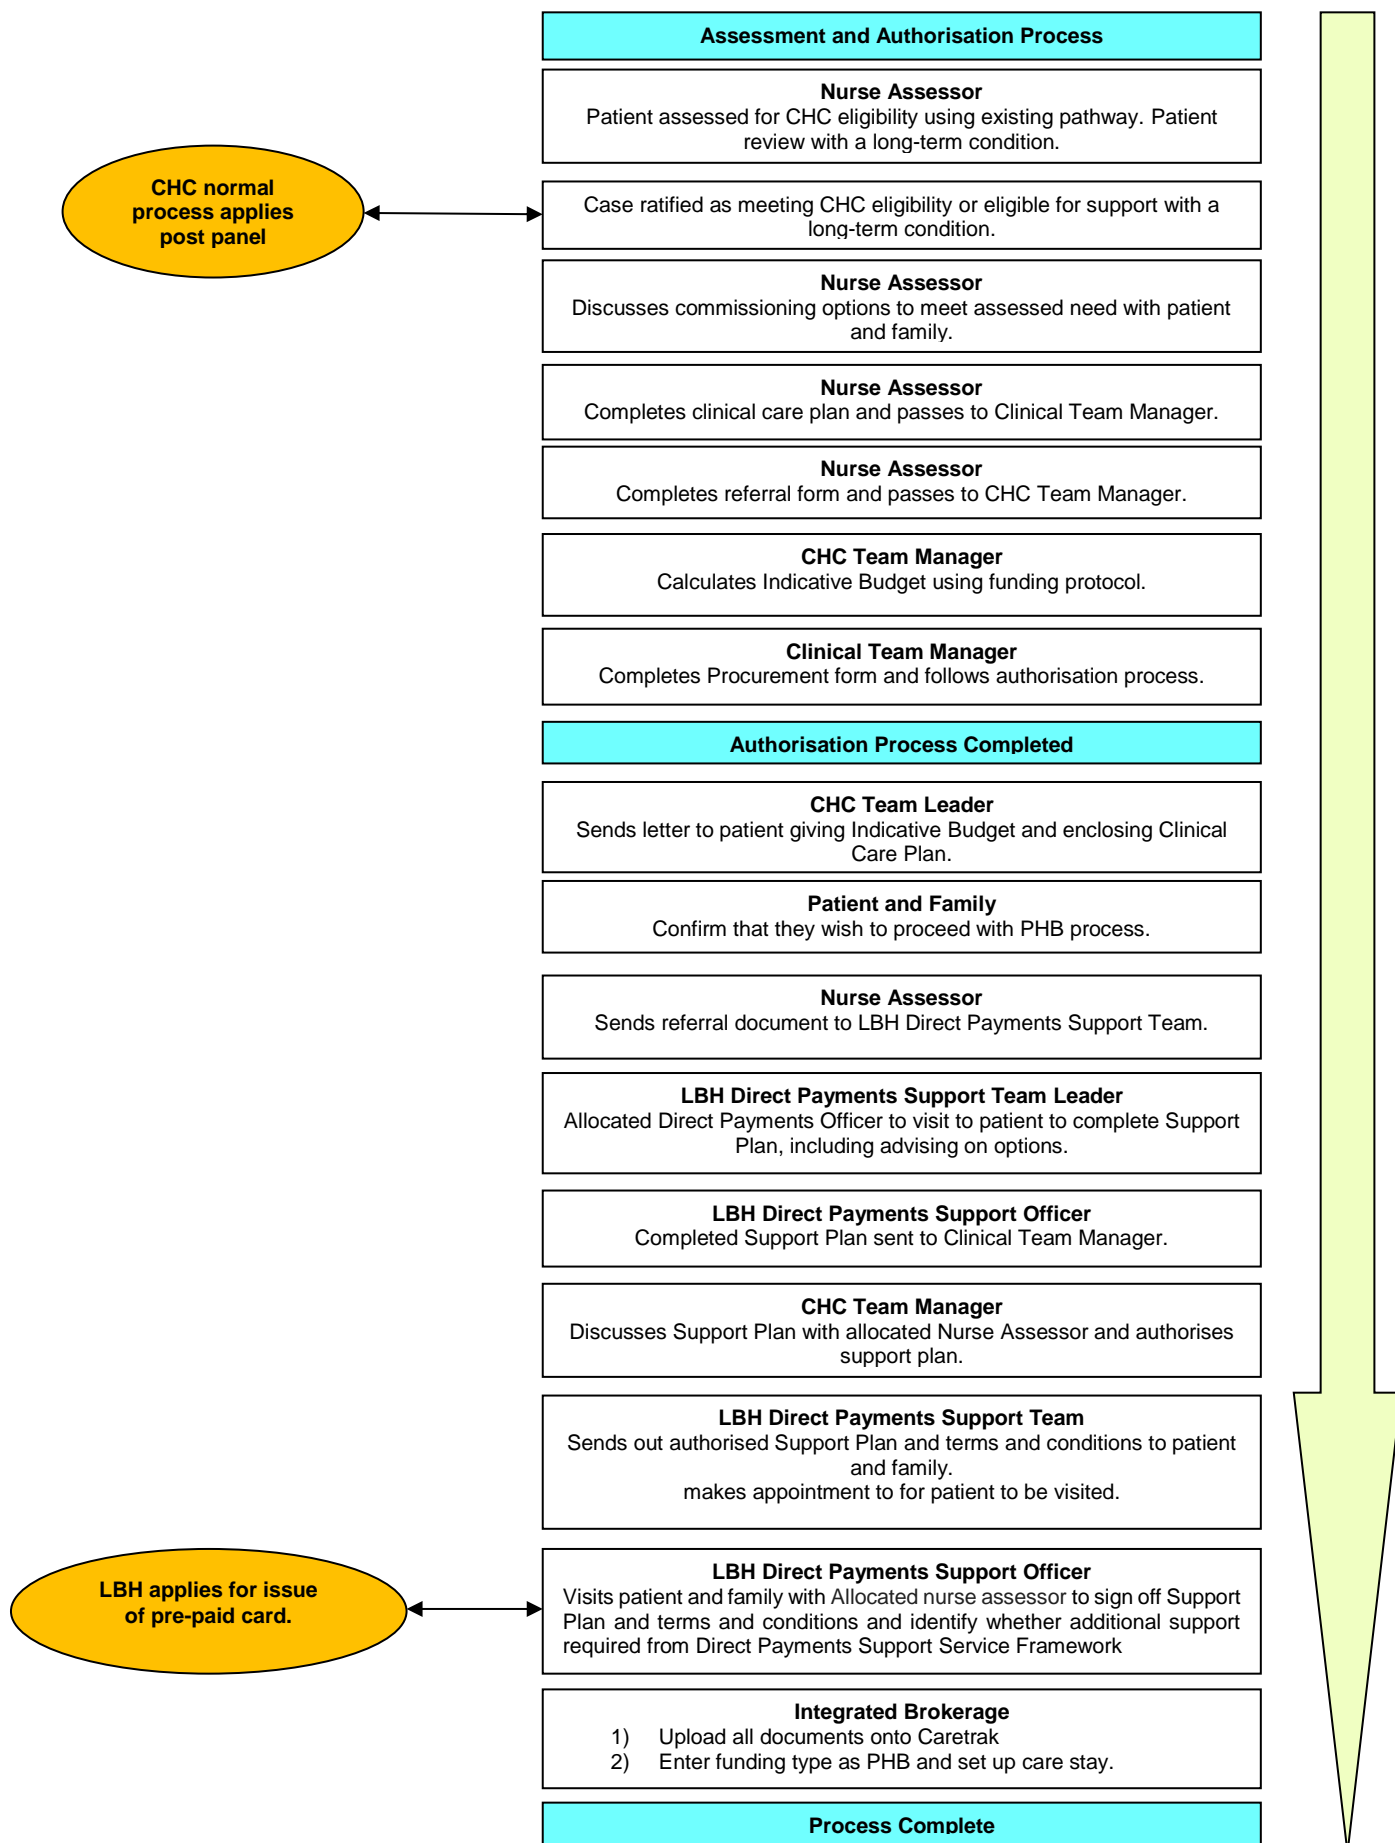 Assessment and Authorisation Process
Nurse Assessor
Patient assessed for CHC eligibility using existing pathway. Patient
review with a long-term condition.
CHC normal
process applies
post panel
Case ratified as meeting CHC eligibility or eligible for support with a
long-term condition.
Nurse Assessor
Discusses commissioning options to meet assessed need with patient
and family.
Nurse Assessor
Completes clinical care plan and passes to Clinical Team Manager.
Nurse Assessor
Completes referral form and passes to CHC Team Manager.
CHC Team Manager
Calculates Indicative Budget using funding protocol.
Clinical Team Manager
Completes Procurement form and follows authorisation process.
Authorisation Process Completed
CHC Team Leader
Sends letter to patient giving Indicative Budget and enclosing Clinical
Care Plan.
Patient and Family
Confirm that they wish to proceed with PHB process.
Nurse Assessor
Sends referral document to LBH Direct Payments Support Team.
LBH Direct Payments Support Team Leader
Allocated Direct Payments Officer to visit to patient to complete Support
Plan, including advising on options.
LBH Direct Payments Support Officer
Completed Support Plan sent to Clinical Team Manager.
CHC Team Manager
Discusses Support Plan with allocated Nurse Assessor and authorises
support plan.
LBH Direct Payments Support Team
Sends out authorised Support Plan and terms and conditions to patient
and family.
makes appointment to for patient to be visited.
LBH applies for issue
of pre-paid card.
LBH Direct Payments Support Officer
Visits patient and family with Allocated nurse assessor to sign off Support
Plan and terms and conditions and identify whether additional support
required from Direct Payments Support Service Framework
Integrated Brokerage
1) Upload all documents onto Caretrak
2) Enter funding type as PHB and set up care stay.
Process Complete